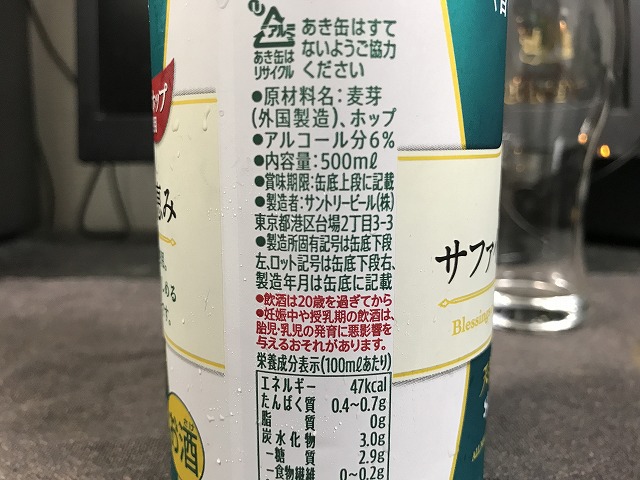 アルミ
あき缶は
リサイクル
あき缶はすて
ないようご協力
ください
●原材料名:麦芽
(外国製造)、ホップ
●アルコール分6%
●内容量:500mℓ
●賞味期限:缶底上段に記載
●製造者:サントリービール(株)
東京都港区台場2丁目3-3
●製造所固有記号は缶底下段
左、ロット記号は缶底下段右、
製造年月は缶底に記載
●飲酒は20歳を過ぎてから
●妊娠中や授乳期の飲酒は、
胎児・乳児の発育に悪影響を
与えるおそれがあります。
栄養成分表示(100mℓあたり)
エネルギー 47kcal
たんぱく質 0.4~0.7g
脂質 0g
炭水化物 3.0g
-糖質 2.9g
-食物繊維 0~0.2g
ホップ
恵み
める
です。
お酒
サファ
Blessing